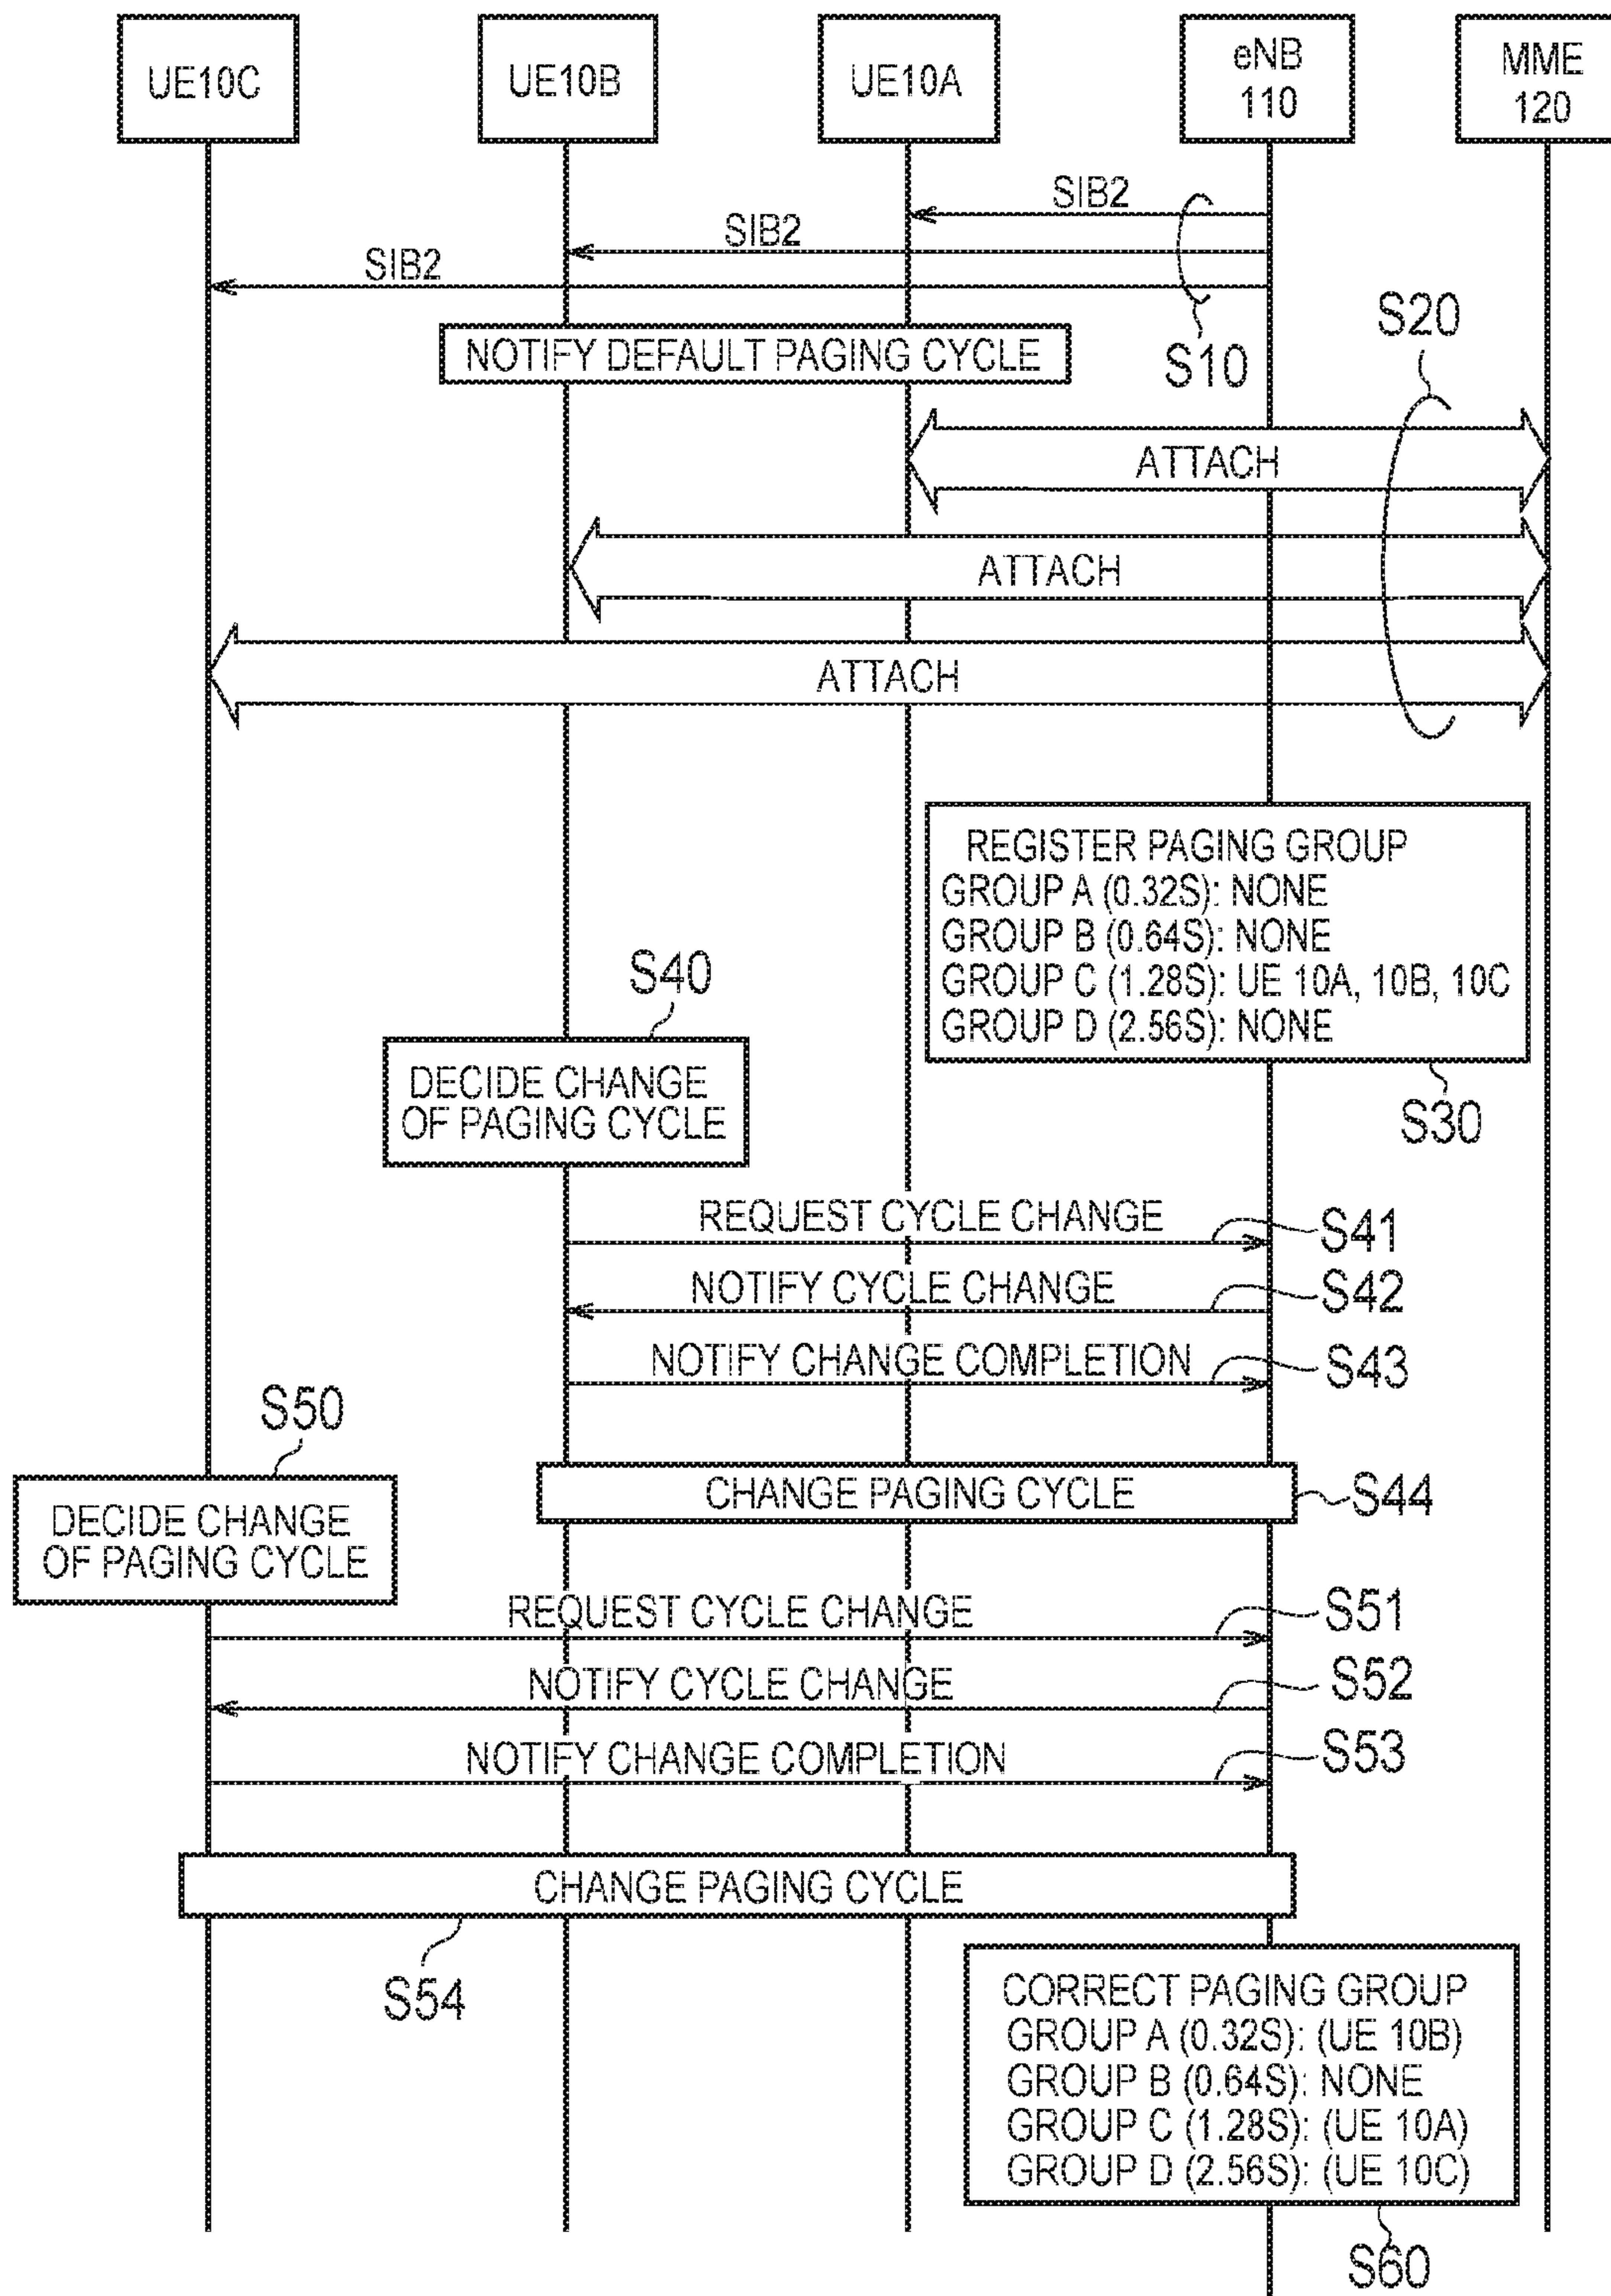 UE10C
UE10B
UE10A
eNB
110
MME
120
SIB2
SIB2
SIB2
S10
NOTIFY DEFAULT PAGING CYCLE
S20
ATTACH
ATTACH
ATTACH
REGISTER PAGING GROUP
GROUP A (0.32S): NONE
GROUP B (0.64S): NONE
GROUP C (1.28S): UE 10A, 10B, 10C
GROUP D (2.56S): NONE
S30
S40
DECIDE CHANGE
OF PAGING CYCLE
REQUEST CYCLE CHANGE
S41
NOTIFY CYCLE CHANGE
S42
NOTIFY CHANGE COMPLETION
S43
CHANGE PAGING CYCLE
S44
S50
DECIDE CHANGE
OF PAGING CYCLE
REQUEST CYCLE CHANGE
S51
NOTIFY CYCLE CHANGE
S52
NOTIFY CHANGE COMPLETION
S53
CHANGE PAGING CYCLE
S54
CORRECT PAGING GROUP
GROUP A (0.32S): (UE 10B)
GROUP B (0.64S): NONE
GROUP C (1.28S): (UE 10A)
GROUP D (2.56S): (UE 10C)
S60